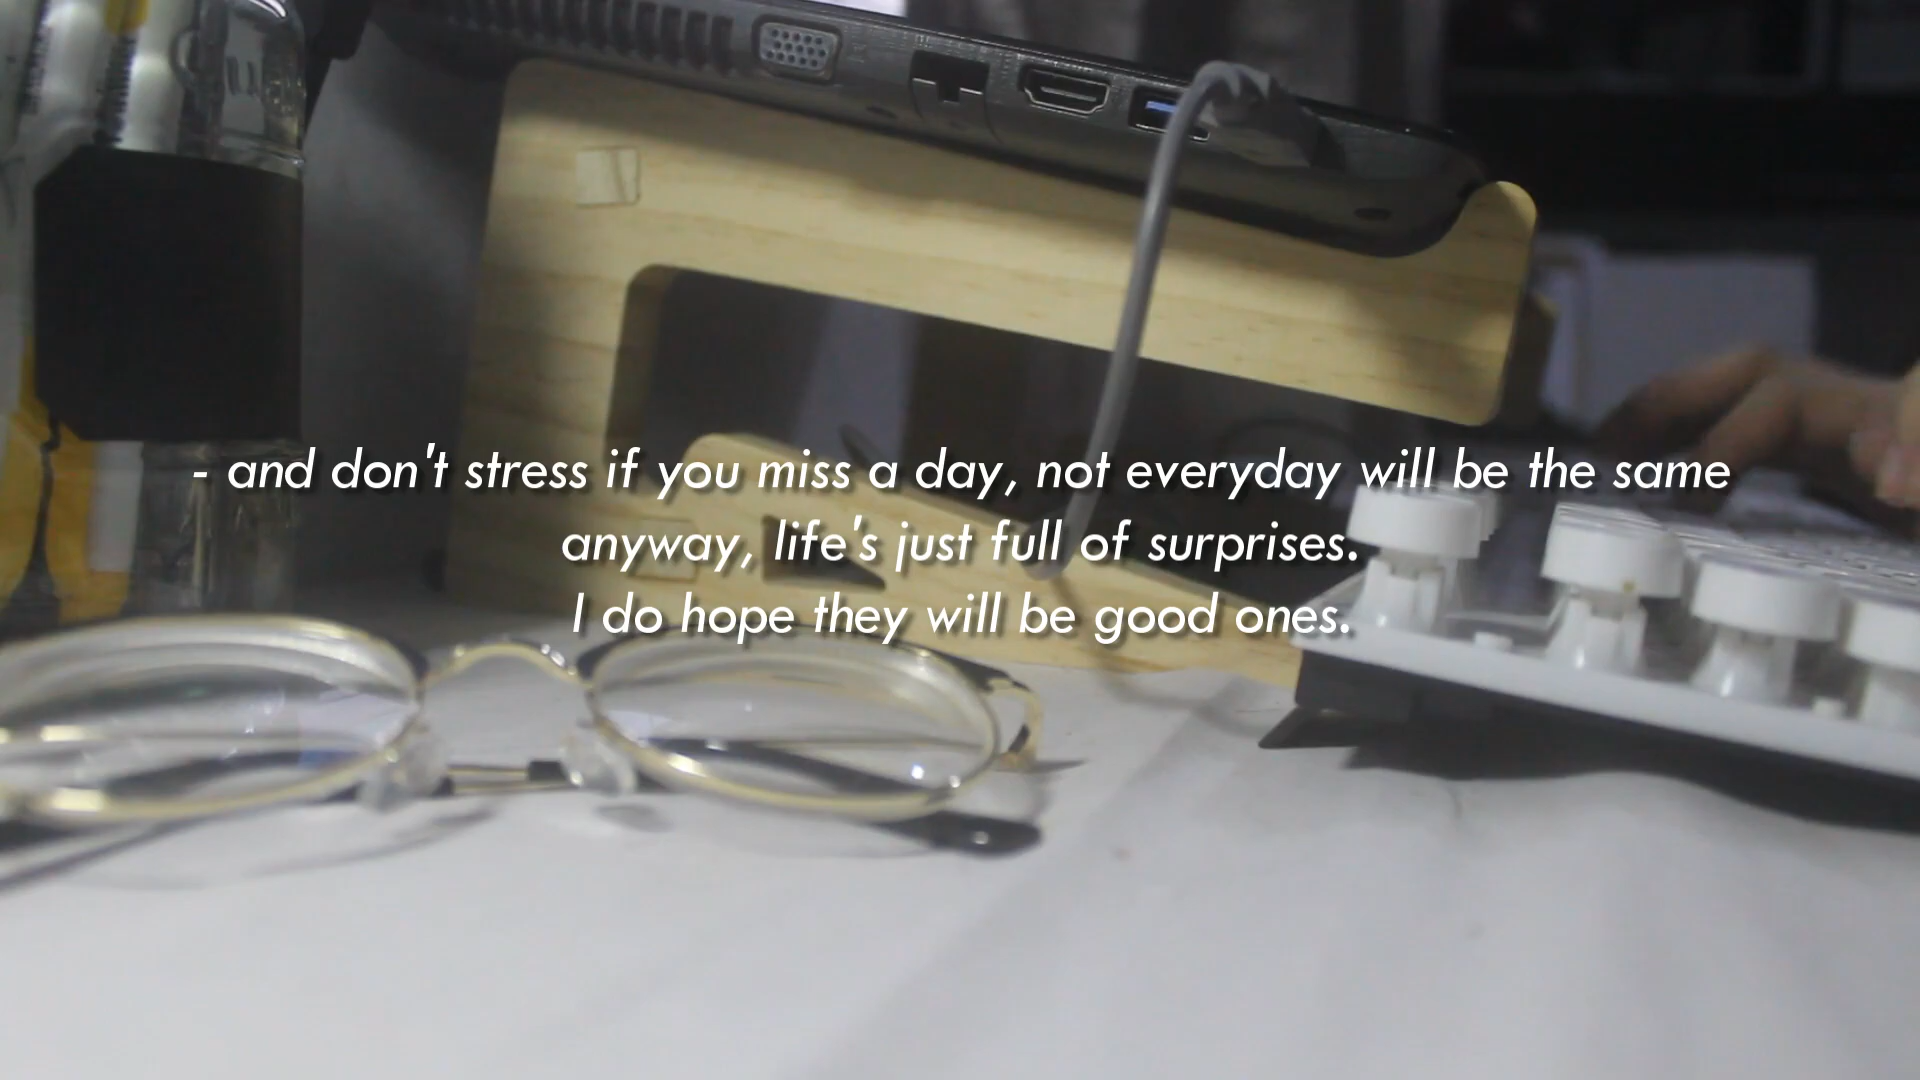 - and don't stress if you miss a day, not everyday will be the same
anyway, life's just full of surprises.
I do hope they will be good ones.